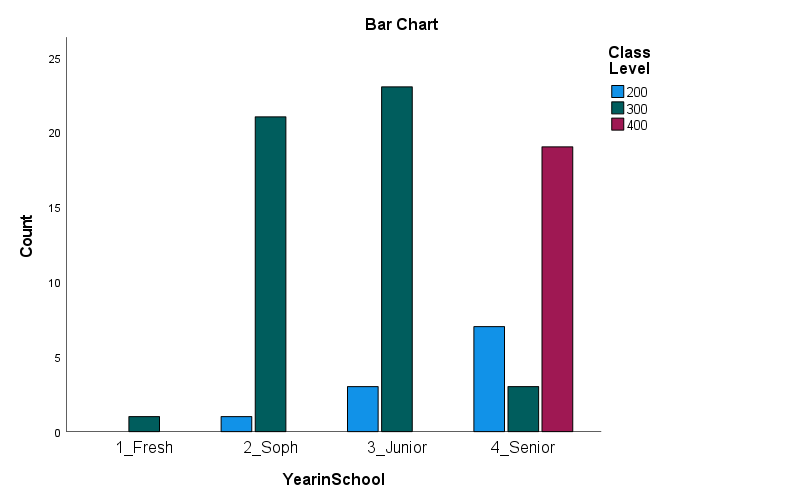 Bar Chart
Class
Level
200
300
400
25
20
15
10
5
0
Count
1_Fresh
2_Soph
3_Junior
4_Senior
YearinSchool